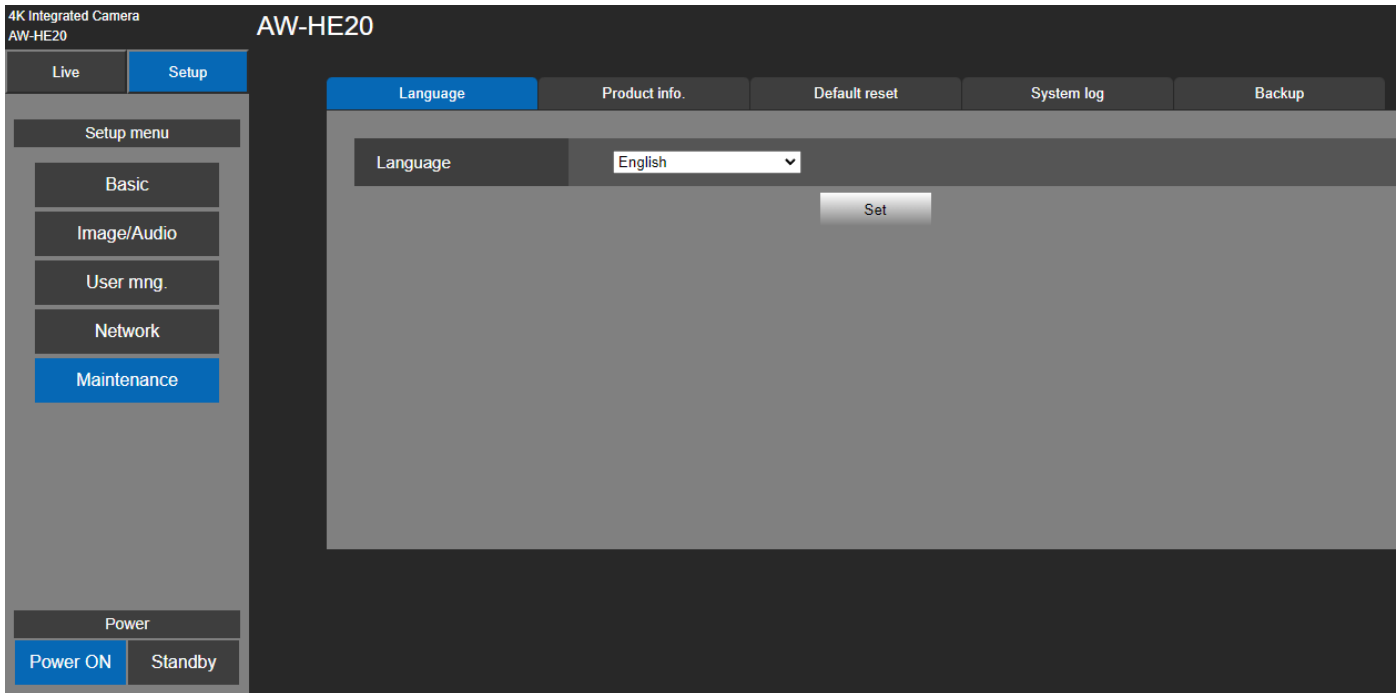 4K Integrated Camera
AW-HE20
AW-HE20
Live
Setup
Setup menu
Basic
Image/Audio
User mng.
Network
Maintenance
Power
Power ON
Standby
Language
Product info.
Default reset
System log
Backup
Language
English
Set